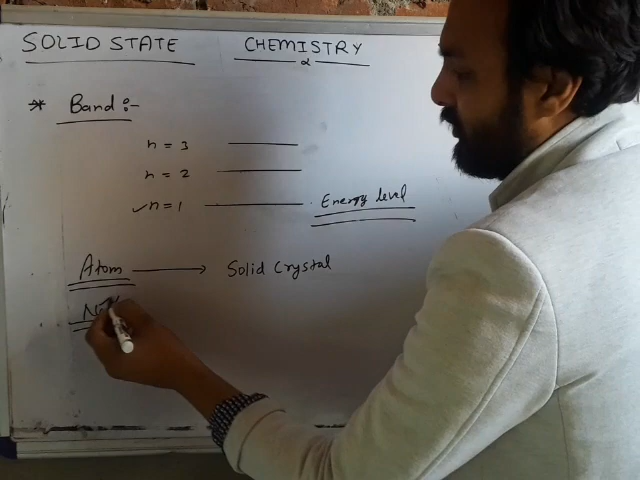 SOLID STATE CHEMISTRY
* Band :-
n = 3
n = 2
✓ n = 1 Energy level
Atom → Solid Crystal